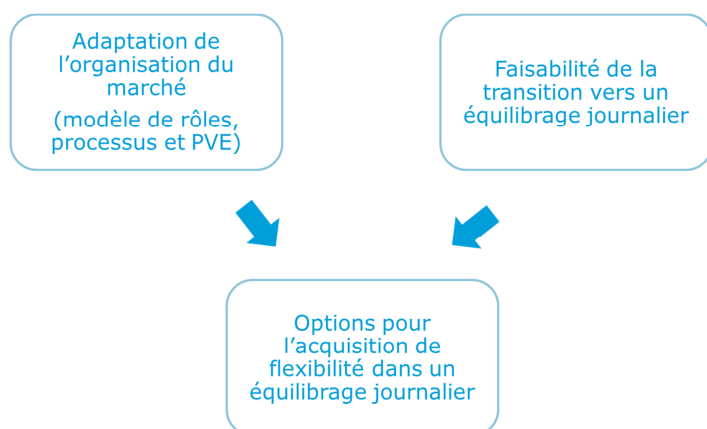 Adaptation de
l'organisation du
marché
(modèle de rôles,
processus et PVE)
Faisabilité de la
transition vers un
équilibrage journalier
Options pour
l'acquisition de
flexibilité dans un
équilibrage journalier